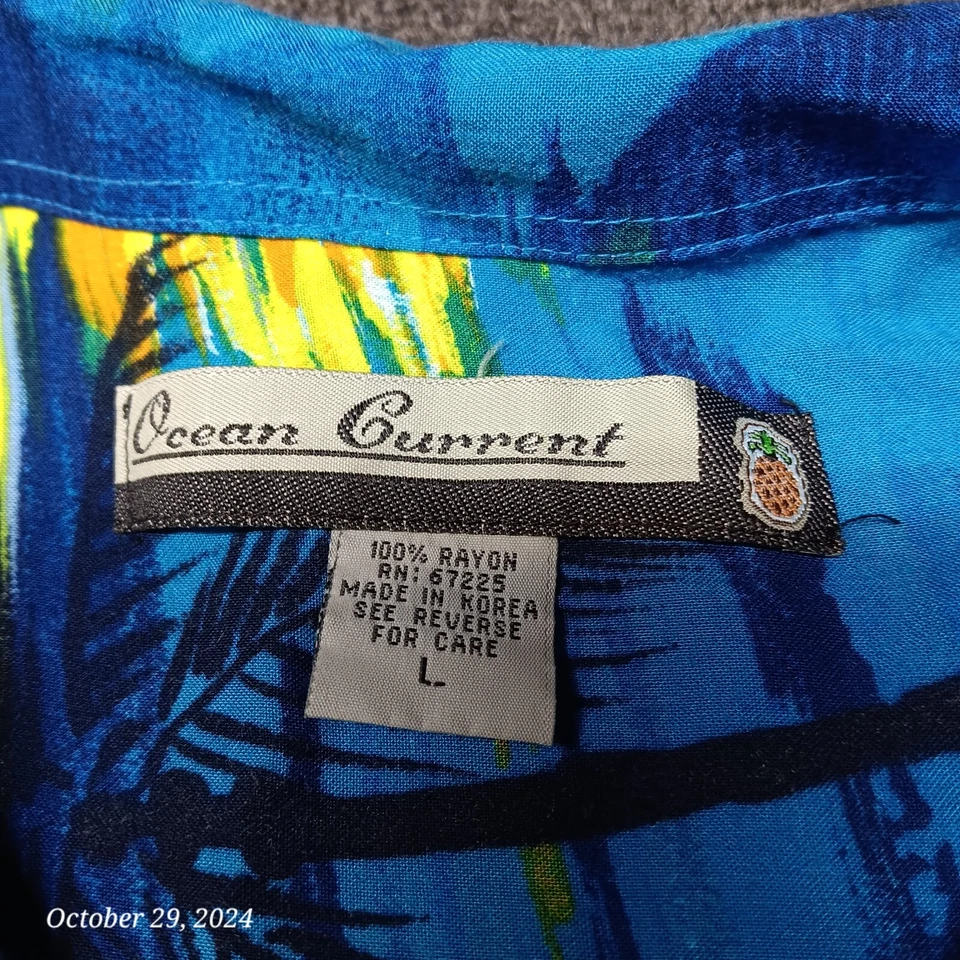 Ocean Current
100% RAYON
RN: 67225
MADE IN KOREA
SEE REVERSE
FOR CARE
L
October 29, 2024